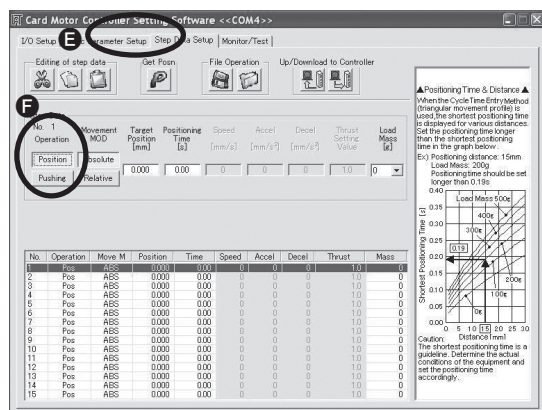 Card Motor Controller Setting Software <<COM4>>
I/O Setup E Parameter Setup Step Data Setup Monitor/Test
Editing of step data Get Posn File Operation Up/Download to Controller
F
No. 1
Operation Movement MOD Target Position [mm] Positioning Time [s] Speed [mm/s] Accel [mm/s²] Decel [mm/s²] Thrust Setting Value Load Mass [g]
Position Absolute 0.000 0.00 0 0 0 1.0 0
Pushing Relative
No. Operation Move M Position Time Speed Accel Decel Thrust Mass
1 Pos ABS 0.000 0.00 0 0 0 1.0 0
2 Pos ABS 0.000 0.00 0 0 0 1.0 0
3 Pos ABS 0.000 0.00 0 0 0 1.0 0
4 Pos ABS 0.000 0.00 0 0 0 1.0 0
5 Pos ABS 0.000 0.00 0 0 0 1.0 0
6 Pos ABS 0.000 0.00 0 0 0 1.0 0
7 Pos ABS 0.000 0.00 0 0 0 1.0 0
8 Pos ABS 0.000 0.00 0 0 0 1.0 0
9 Pos ABS 0.000 0.00 0 0 0 1.0 0
10 Pos ABS 0.000 0.00 0 0 0 1.0 0
11 Pos ABS 0.000 0.00 0 0 0 1.0 0
12 Pos ABS 0.000 0.00 0 0 0 1.0 0
13 Pos ABS 0.000 0.00 0 0 0 1.0 0
14 Pos ABS 0.000 0.00 0 0 0 1.0 0
15 Pos ABS 0.000 0.00 0 0 0 1.0 0
▲Positioning Time & Distance▲
When the Cycle Time Entry Method
(triangular movement profile) is
used,the shortest positioning time
is displayed for various distances.
Set the positioning time longer
than the shortest positioning
time in the graph below.
Ex) Positioning distance: 15mm
Load Mass: 200g
Positioning time should be set
longer than 0.19s
Shortest Positioning Time [s]
0.40
0.35
0.30
0.25
0.20
0.15
0.10
0.05
0.00
0.19
Load Mass 500g
400g
300g
200g
100g
0g
0 5 10 15 20 25 30
Distance [mm]
Caution:
The shortest positioning time is a
guideline. Determine the actual
conditions of the equipment and
set the positioning time
accordingly.